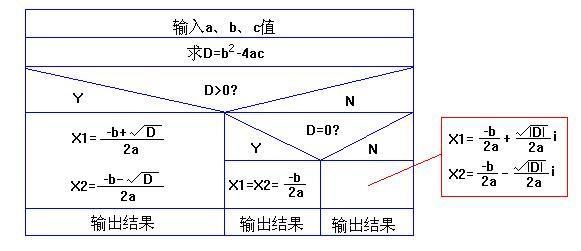 输入a、b、c值
求D=b²-4ac
D>0?
Y N
X1=(-b+√D)/2a
X2=(-b-√D)/2a
D=0?
Y N
X1=X2=-b/2a
X1=-b/2a+√|D|/2a i
X2=-b/2a-√|D|/2a i
输出结果 输出结果 输出结果